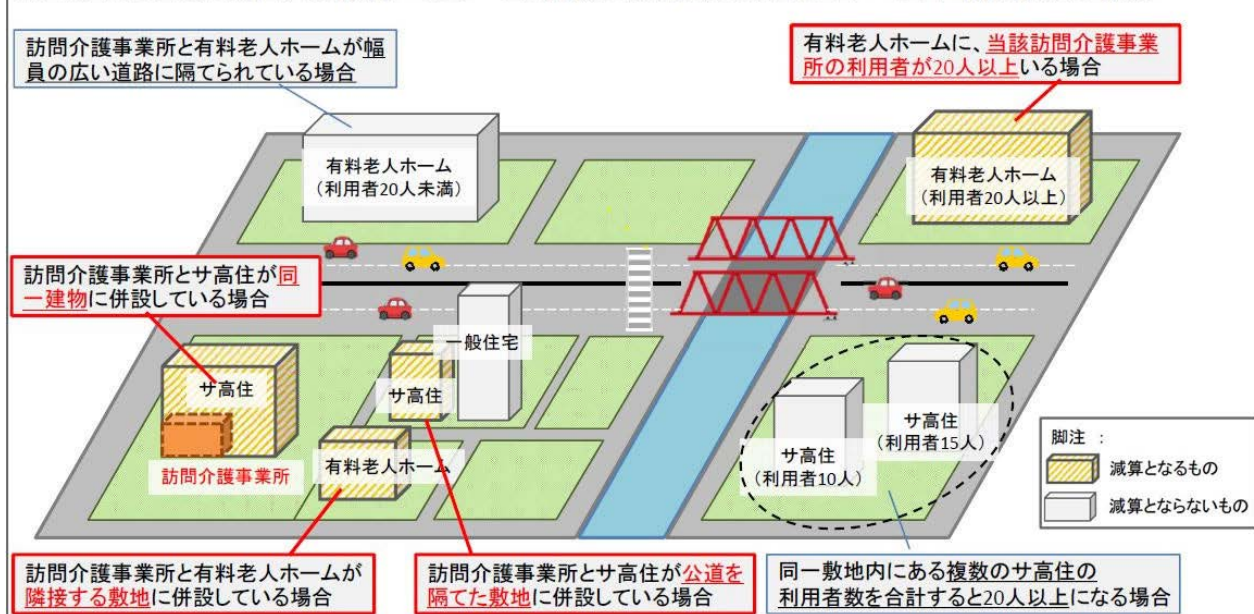 訪問介護事業所と有料老人ホームが幅
員の広い道路に隔てられている場合
有料老人ホームに、当該訪問介護事業
所の利用者が20人以上いる場合
有料老人ホーム
（利用者20人未満）
有料老人ホーム
（利用者20人以上）
訪問介護事業所とサ高住が同
一建物に併設している場合
一般住宅
サ高住
サ高住
訪問介護事業所
有料老人ホーム
サ高住
（利用者15人）
サ高住
（利用者10人）
脚注 ：
減算となるもの
減算とならないもの
訪問介護事業所と有料老人ホームが
隣接する敷地に併設している場合
訪問介護事業所とサ高住が公道を
隔てた敷地に併設している場合
同一敷地内にある複数のサ高住の
利用者数を合計すると20人以上になる場合